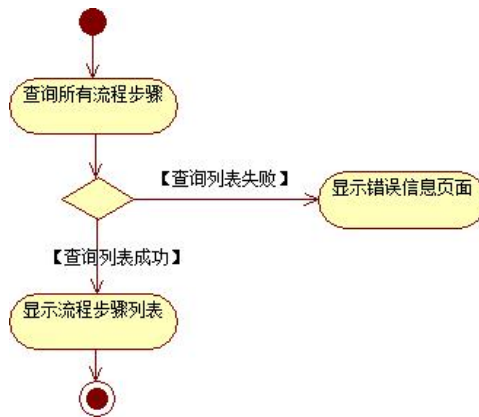 查询所有流程步骤
【查询列表失败】
显示错误信息页面
【查询列表成功】
显示流程步骤列表